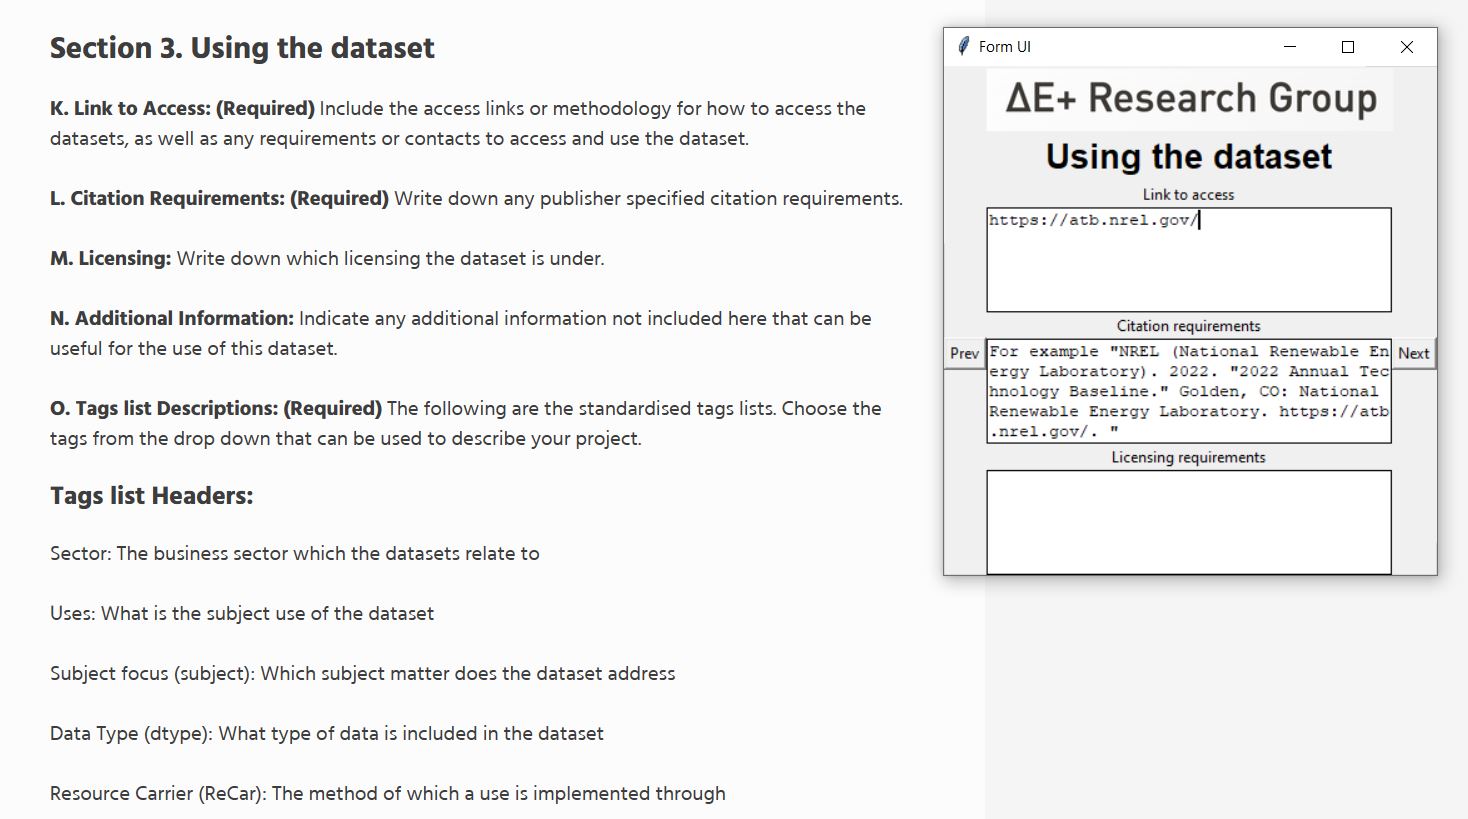 Section 3. Using the dataset
K. Link to Access: (Required) Include the access links or methodology for how to access the
datasets, as well as any requirements or contacts to access and use the dataset.
L. Citation Requirements: (Required) Write down any publisher specified citation requirements.
M. Licensing: Write down which licensing the dataset is under.
N. Additional Information: Indicate any additional information not included here that can be
useful for the use of this dataset.
O. Tags list Descriptions: (Required) The following are the standardised tags lists. Choose the
tags from the drop down that can be used to describe your project.
Tags list Headers:
Sector: The business sector which the datasets relate to
Uses: What is the subject use of the dataset
Subject focus (subject): Which subject matter does the dataset address
Data Type (dtype): What type of data is included in the dataset
Resource Carrier (ReCar): The method of which a use is implemented through
Form UI
ΔE+ Research Group
Using the dataset
Link to access
https://atb.nrel.gov/
Citation requirements
Prev
For example "NREL (National Renewable En
ergy Laboratory). 2022. "2022 Annual Tec
hnology Baseline." Golden, CO: National
Renewable Energy Laboratory. https://atb
.nrel.gov/. "
Next
Licensing requirements